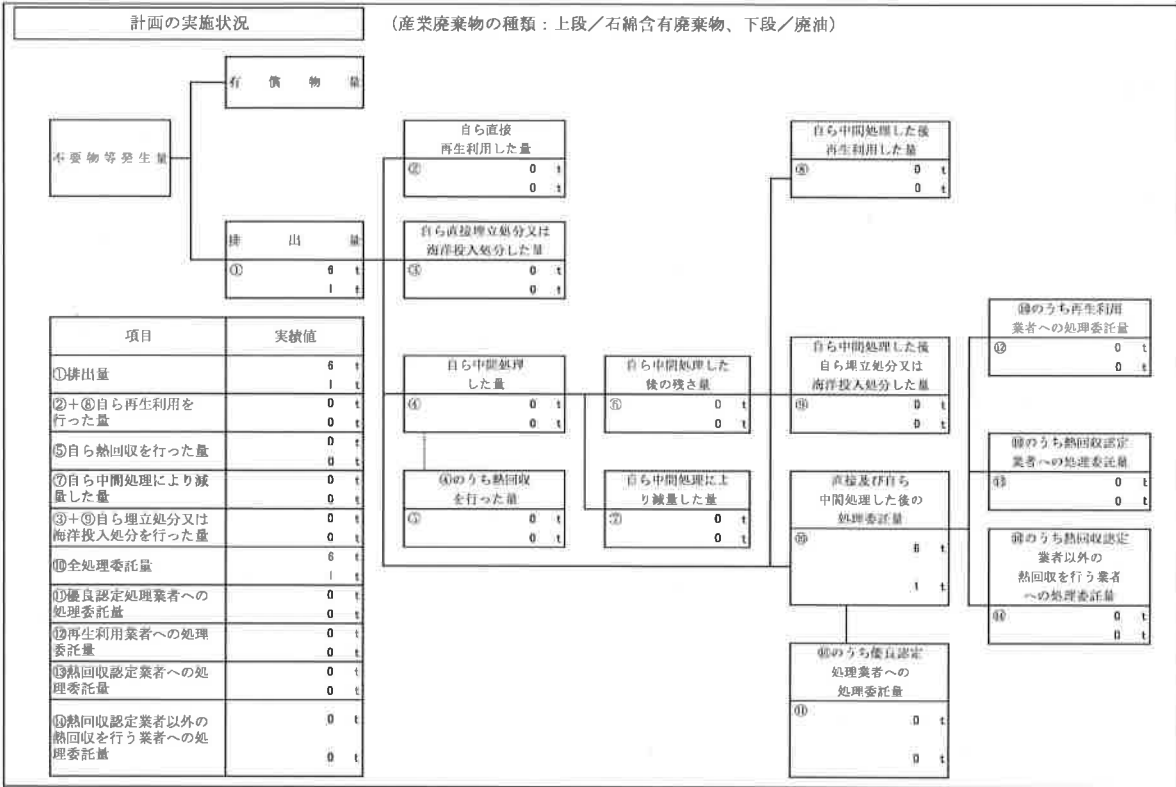 計画の実施状況
(産業廃棄物の種類：上段／石綿含有廃棄物、下段／廃油)
有償物量
不要物等発生量
排出量
① 6 t
1 t
自ら直接
再生利用した量
② 0 t
0 t
自ら直接埋立処分又は
海洋投入処分した量
③ 0 t
0 t
自ら中間処理した後
再生利用した量
⑧ 0 t
0 t
項目 実績値
①排出量 6 t
1 t
②＋⑧自ら再生利用を
行った量
0 t
0 t
⑤自ら熱回収を行った量 0 t
0 t
⑦自ら中間処理により減
量した量
0 t
0 t
③＋⑨自ら埋立処分又は
海洋投入処分を行った量
0 t
0 t
⑩全処理委託量 6 t
1 t
⑪優良認定処理業者への
処理委託量
0 t
0 t
⑫再生利用業者への処理
委託量
0 t
0 t
⑬熱回収認定業者への処
理委託量
0 t
0 t
⑭熱回収認定業者以外の
熱回収を行う業者への処
理委託量
0 t
0 t
自ら中間処理
した量
④ 0 t
0 t
④のうち熱回収
を行った量
⑤ 0 t
0 t
自ら中間処理した
後の残さ量
⑥ 0 t
0 t
自ら中間処理によ
り減量した量
⑦ 0 t
0 t
自ら中間処理した後
自ら埋立処分又は
海洋投入処分した量
⑨ 0 t
0 t
直接及び自ら
中間処理した後の
処理委託量
⑩ 6 t
1 t
⑩のうち優良認定
処理業者への
処理委託量
⑪ 0 t
0 t
⑩のうち再生利用
業者への処理委託量
⑫ 0 t
0 t
⑩のうち熱回収認定
業者への処理委託量
⑬ 0 t
0 t
⑩のうち熱回収認定
業者以外の
熱回収を行う業者
への処理委託量
⑭ 0 t
0 t